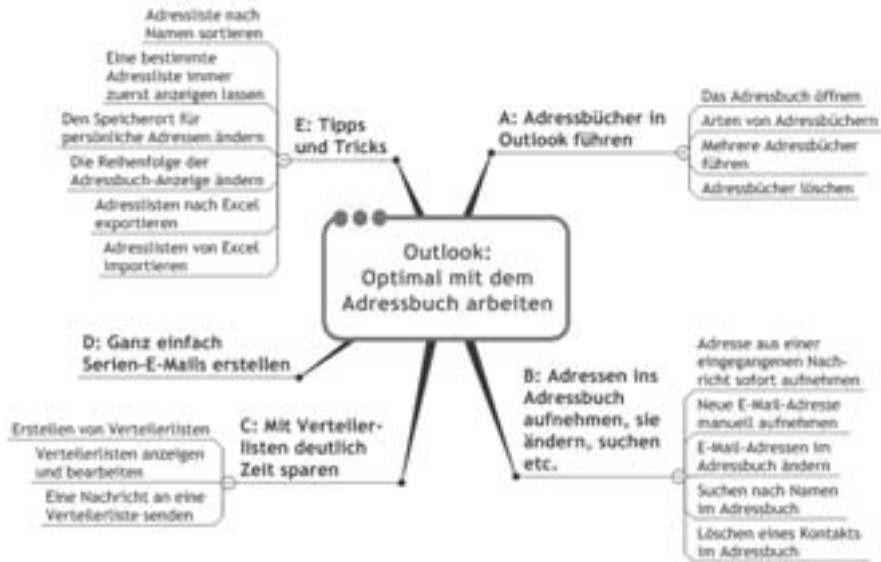 Outlook:
Optimal mit dem
Adressbuch arbeiten
A: Adressbücher in
Outlook führen
Das Adressbuch öffnen
Arten von Adressbüchern
Mehrere Adressbücher
führen
Adressbücher löschen
B: Adressen ins
Adressbuch
aufnehmen, sie
ändern, suchen
etc.
Adresse aus einer
eingegangenen Nach-
richt sofort aufnehmen
Neue E-Mail-Adresse
manuell aufnehmen
E-Mail-Adressen im
Adressbuch ändern
Suchen nach Namen
im Adressbuch
Löschen eines Kontakts
im Adressbuch
C: Mit Verteiler-
listen deutlich
Zeit sparen
Erstellen von Verteilerlisten
Verteilerlisten anzeigen
und bearbeiten
Eine Nachricht an eine
Verteilerliste senden
D: Ganz einfach
Serien-E-Mails erstellen
E: Tipps
und Tricks
Adressliste nach
Namen sortieren
Eine bestimmte
Adressliste immer
zuerst anzeigen lassen
Den Speicherort für
persönliche Adressen ändern
Die Reihenfolge der
Adressbuch-Anzeige ändern
Adresslisten nach Excel
exportieren
Adresslisten von Excel
importieren